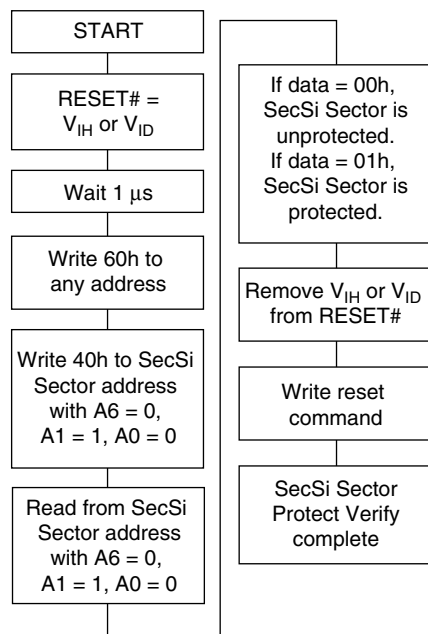 START
RESET# =
V_IH or V_ID
Wait 1 μs
Write 60h to
any address
Write 40h to SecSi
Sector address
with A6 = 0,
A1 = 1, A0 = 0
Read from SecSi
Sector address
with A6 = 0,
A1 = 1, A0 = 0
If data = 00h,
SecSi Sector is
unprotected.
If data = 01h,
SecSi Sector is
protected.
Remove V_IH or V_ID
from RESET#
Write reset
command
SecSi Sector
Protect Verify
complete